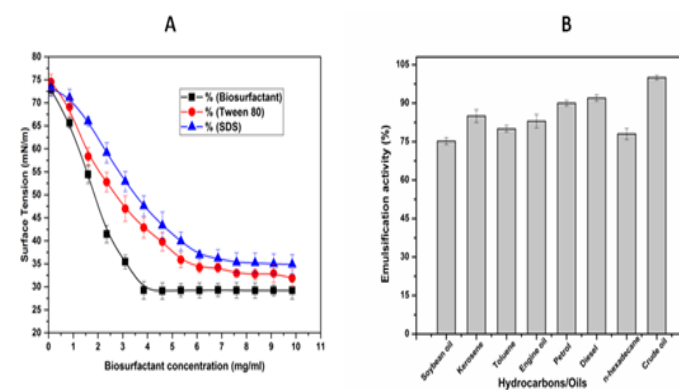 A
80
75
70
65
60
55
50
45
40
35
30
25
20
Surface Tension (mN/m)
% (Biosurfactant)
% (Tween 80)
% (SDS)
0 1 2 3 4 5 6 7 8 9 10 11
Biosurfactant concentration (mg/ml)
B
105
90
75
60
45
30
15
0
Emulsification activity (%)
Soybean oil
Kerosene
Toluene
Engine oil
Petrol
Diesel
n-hexadecane
Crude oil
Hydrocarbons/Oils